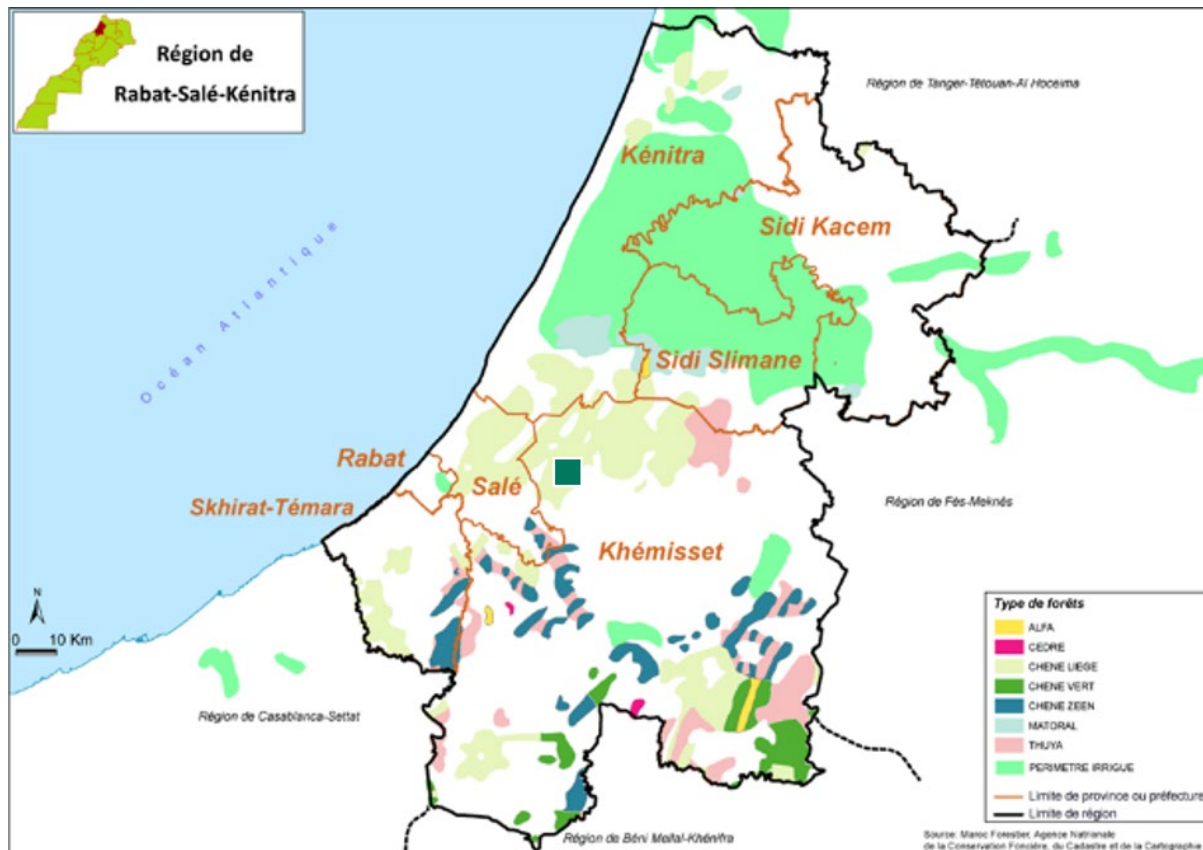 Région de
Rabat-Salé-Kénitra
Région de Tanger-Tétouan-Al Hoceima
Kénitra
Sidi Kacem
Océan Atlantique
Sidi Slimane
Rabat
Salé
Skhirat-Témara
Région de Fés-Meknés
Khémisset
N
0 10 Km
Région de Casablanca-Settat
Région de Béni Mellal-Khénifra
Type de forêts
ALFA
CEDRE
CHENE LIEGE
CHENE VERT
CHENE ZEEN
MATORAL
THUYA
PERIMETRE IRRIGUE
Limite de province ou préfecture
Limite de région
Source: Maroc Forestier, Agence Natrianale
de la Conservation Foncière, du Cadastre et de la Cartographie